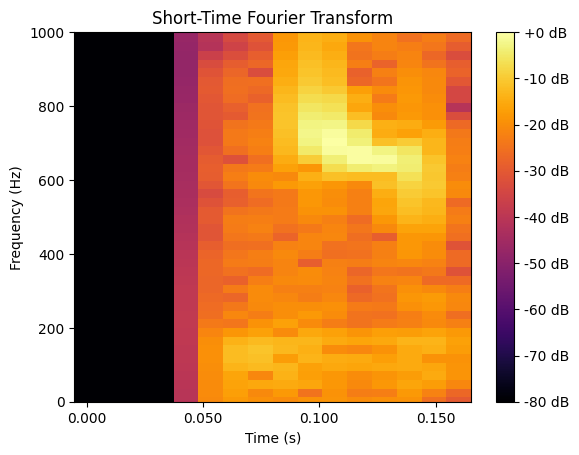 Short-Time Fourier Transform
1000
800
600
400
200
0
Frequency (Hz)
0.000
0.050
0.100
0.150
Time (s)
+0 dB
-10 dB
-20 dB
-30 dB
-40 dB
-50 dB
-60 dB
-70 dB
-80 dB